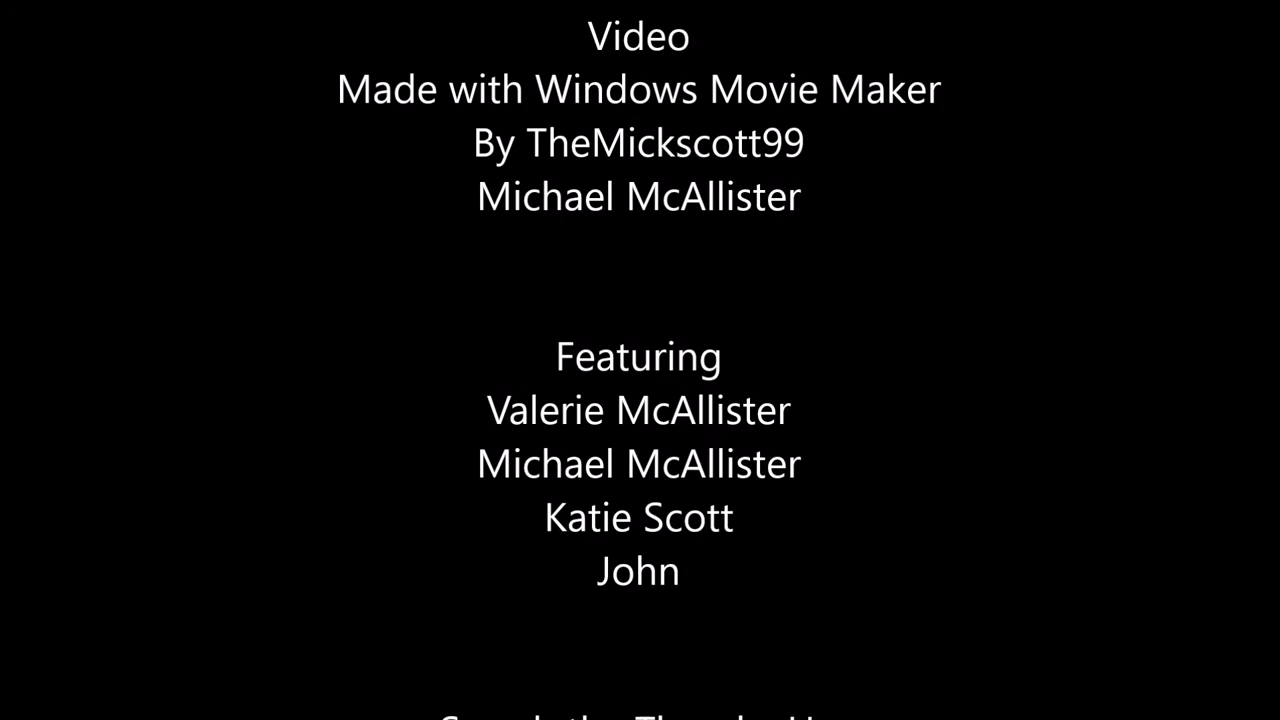 Video
Made with Windows Movie Maker
By TheMickscott99
Michael McAllister
Featuring
Valerie McAllister
Michael McAllister
Katie Scott
John